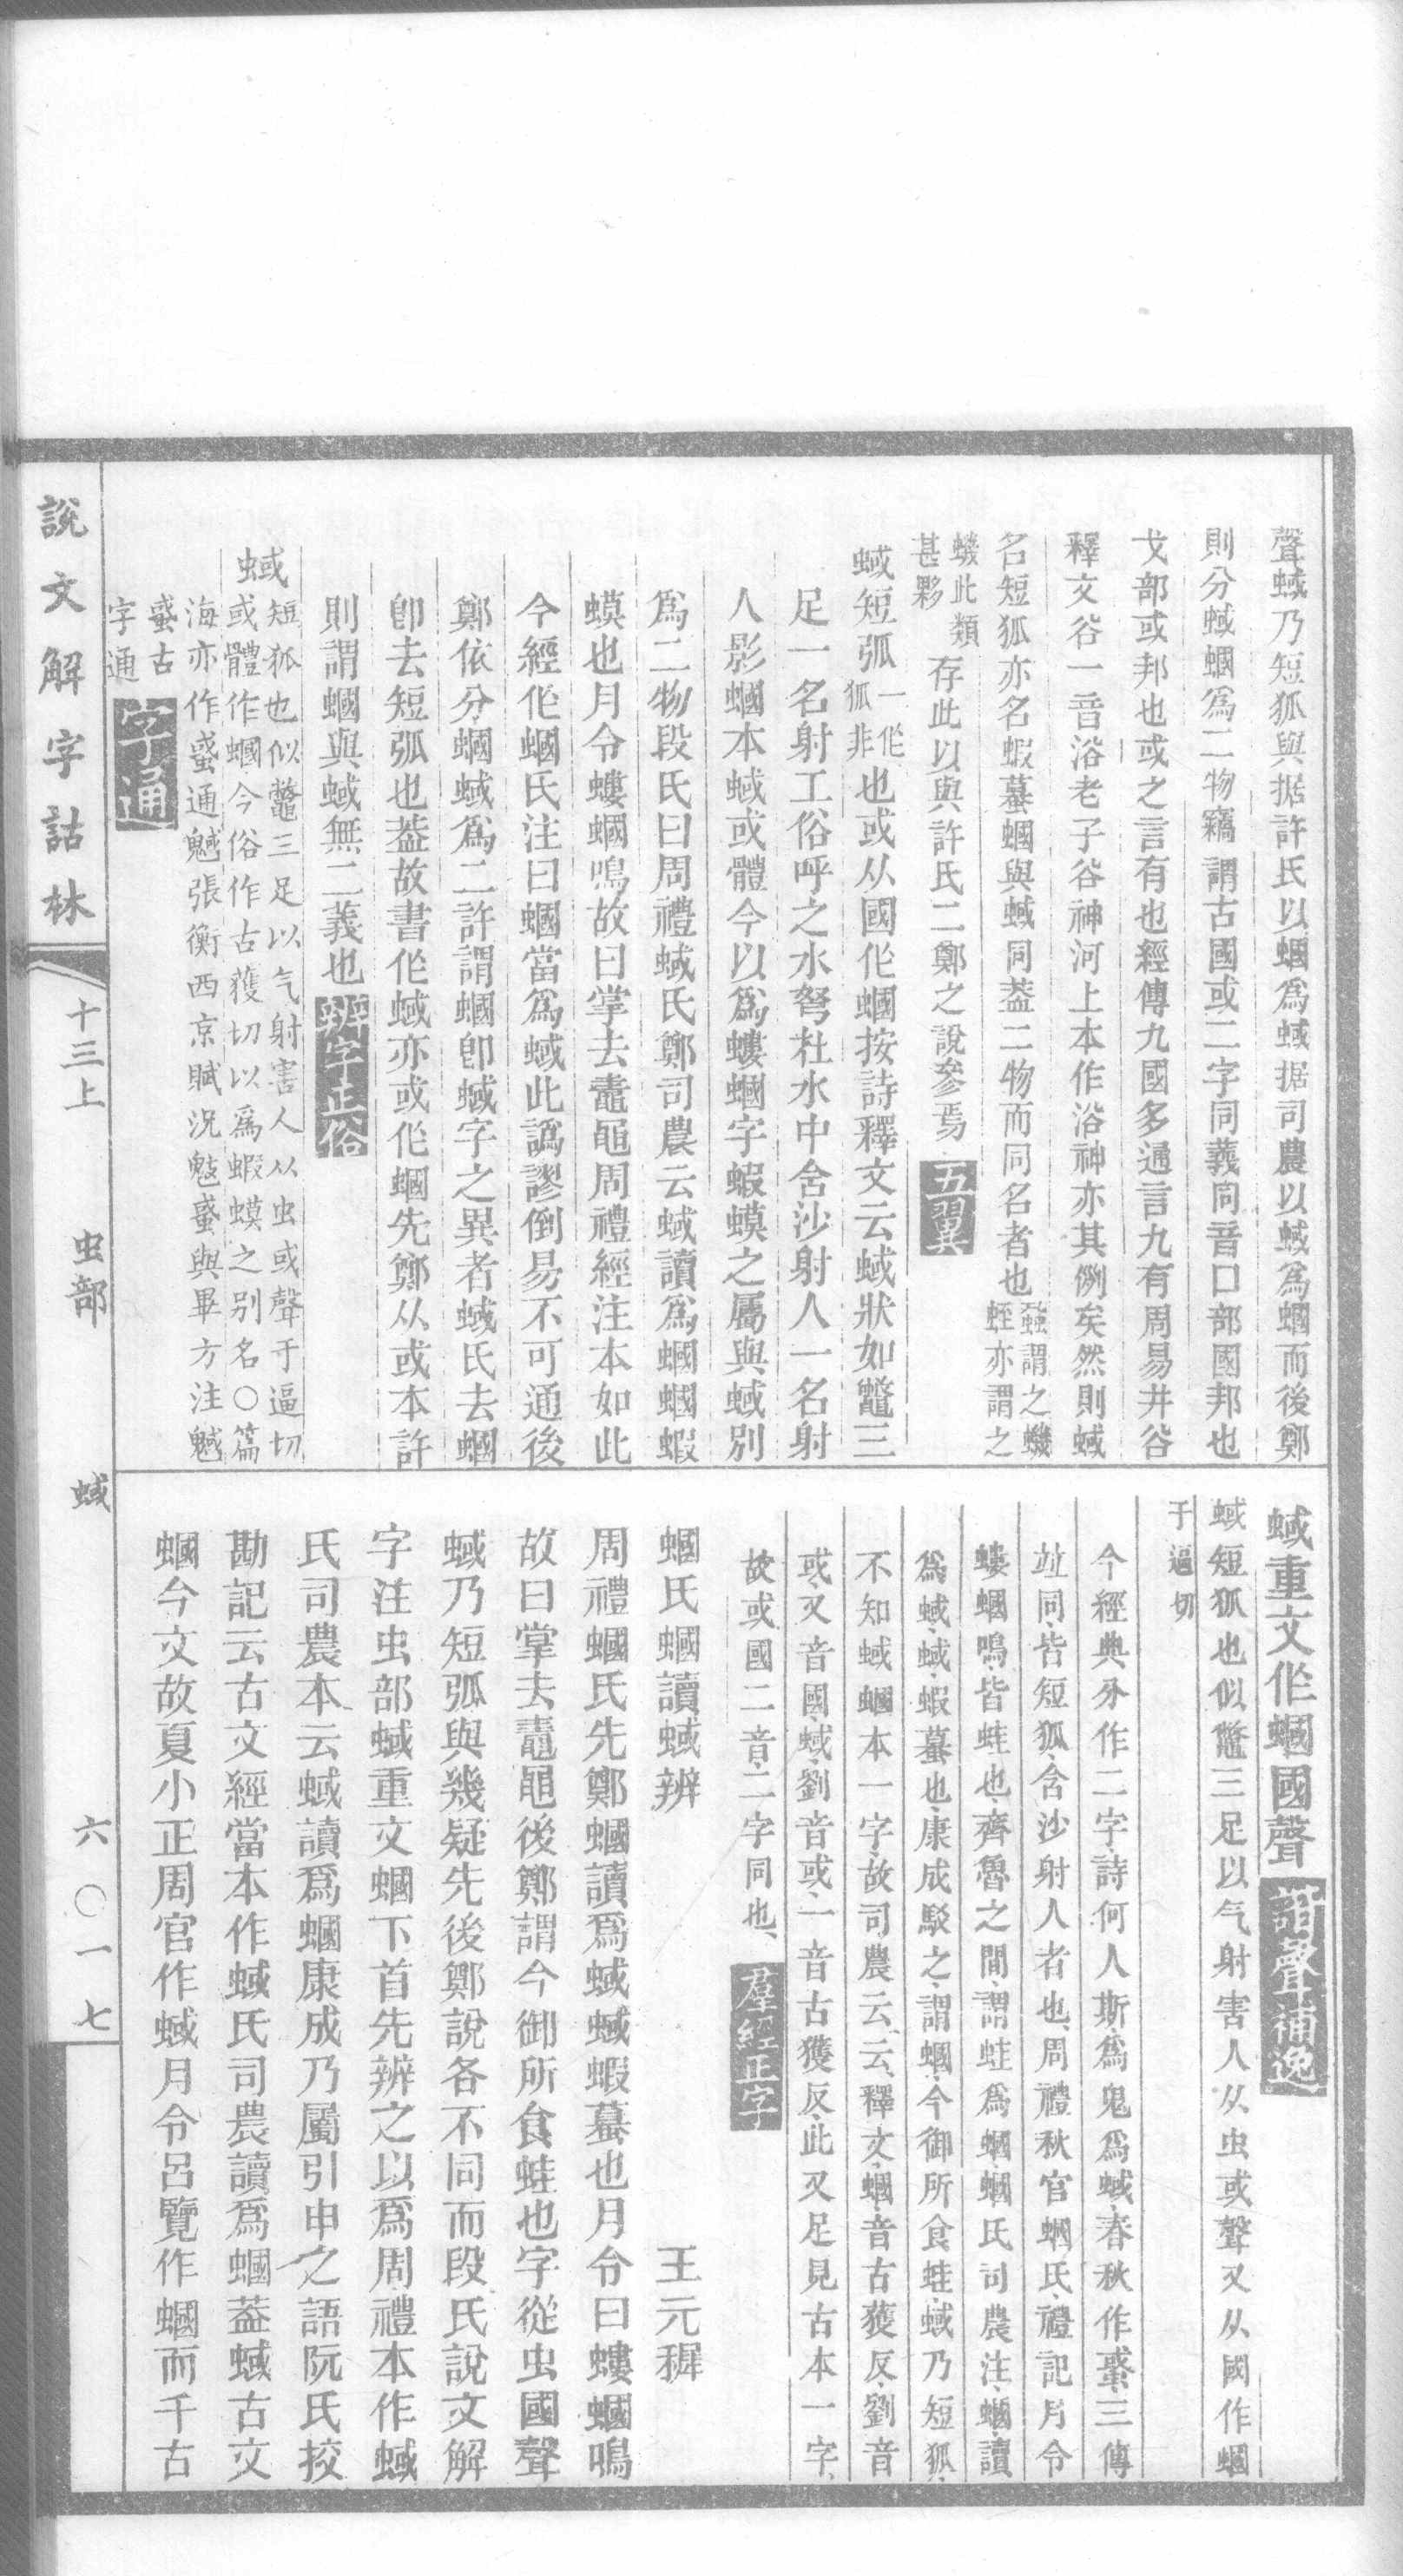 聲蜮乃短狐與据許氏以蟈爲蜮据司農以蜮爲蟈而後鄭
則分蜮蟈爲二物竊謂古國或二字同義同音口部國邦也
戈部或邦也或之言有也經傳九國多通言九有周易井谷
釋文谷一音浴老子谷神河上本作浴神亦其例矣然則蜮
名短狐亦名蝦蟇蟈與蜮同葢二物而同名者也蝨謂之蟣
蛭亦謂之
蟣此類
甚夥存此以與許氏二鄭之說參焉五翼
蜮短弧一作
狐非也或从國作蟈按詩釋文云蜮狀如鼈三
足一名射工俗呼之水弩在水中含沙射人一名射
人影蟈本蜮或體今以爲螻蟈字蝦蟆之屬與蜮別
爲二物段氏曰周禮蜮氏鄭司農云蜮讀爲蟈蟈蝦
蟆也月令螻蟈鳴故曰掌去鼃黽周禮經注本如此
今經作蟈氏注曰蟈當爲蜮此譌謬倒易不可通後
鄭依分蟈蜮爲二許謂蟈卽蜮字之異者蜮氏去蟈
卽去短弧也葢故書作蜮亦或作蟈先鄭从或本許
則謂蟈與蜮無二義也辨字正俗
蜮短狐也似鼈三足以气射害人从虫或聲于逼切
或體作蟈今俗作古獲切以爲蝦蟆之别名○篇
海亦作䗲通魊張衡西京賦況鬾䗲與畢方注魊
䗲古
字通字通
蜮重文作蟈國聲諧聲補逸
蜮短狐也似鼈三足以气射害人从虫或聲又从國作蟈
于逼切
今經典分作二字詩何人斯爲鬼爲蜮春秋作䗲三傳
竝同皆短狐含沙射人者也周禮秋官蟈氏禮記月令
螻蟈鳴皆蛙也齊魯之間謂蛙爲蟈蟈氏司農注蟈讀
爲蜮蜮蝦蟇也康成駁之謂蟈今御所食蛙蜮乃短狐
不知蜮蟈本一字故司農云云釋文蟈音古獲反劉音
或又音國蜮劉音或一音古獲反此又足見古本一字
故或國二音二字同也羣經正字
蟈氏蟈讀蜮辨　王元穉
周禮蟈氏先鄭蟈讀爲蜮蜮蝦蟇也月令曰螻蟈鳴
故曰掌去鼃黽後鄭謂今御所食蛙也字從虫國聲
蜮乃短弧與幾疑先後鄭說各不同而段氏說文解
字注虫部蜮重文蟈下首先辨之以爲周禮本作蜮
氏司農本云蜮讀爲蟈康成乃屬引申之語阮氏挍
勘記云古文經當本作蜮氏司農讀爲蟈葢蜮古文
蟈今文故夏小正周官作蜮月令呂覽作蟈而千古
說文解字詁林　十三上　虫部　蜮　六〇一七